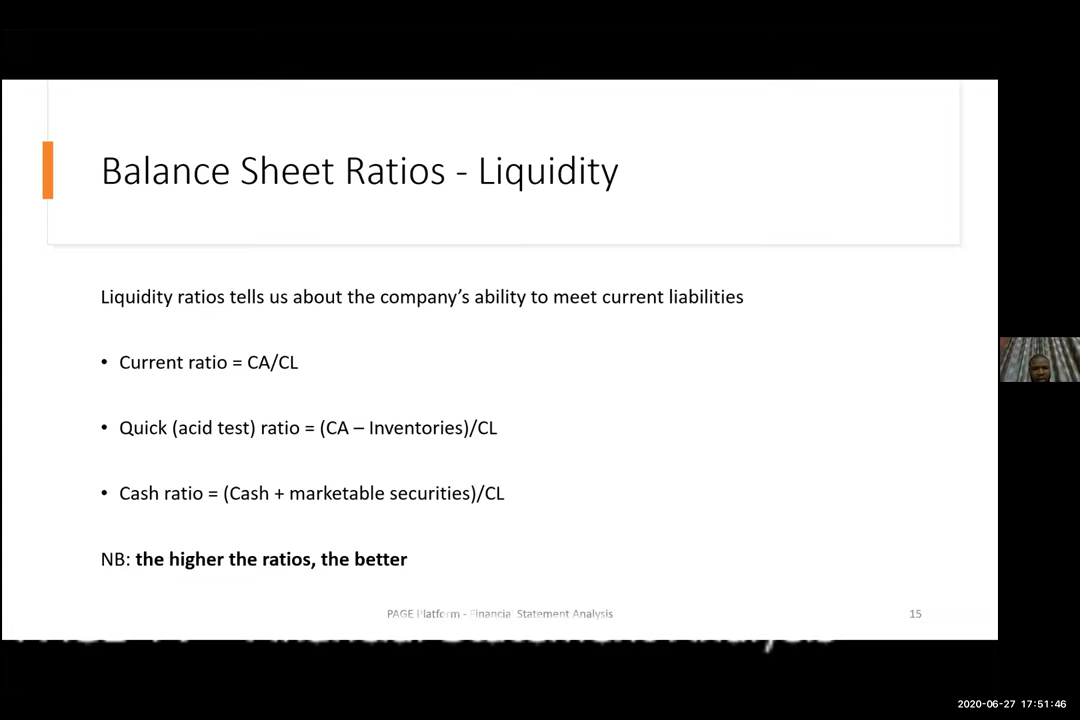 Balance Sheet Ratios - Liquidity
Liquidity ratios tells us about the company's ability to meet current liabilities
• Current ratio = CA/CL
• Quick (acid test) ratio = (CA – Inventories)/CL
• Cash ratio = (Cash + marketable securities)/CL
NB: the higher the ratios, the better
PAGE Platform - Financial Statement Analysis
15
2020-06-27 17:51:46